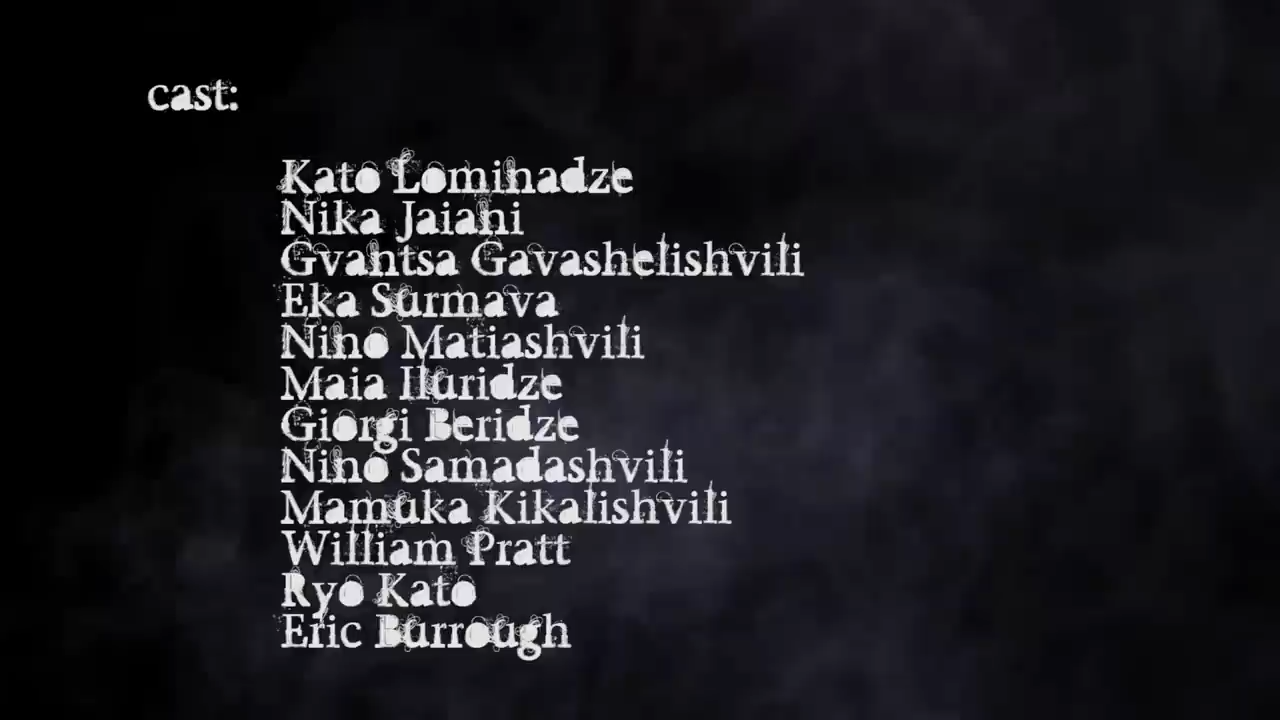 cast:
Kato Lominadze
Nika Jaiani
Gvantsa Gavashelishvili
Eka Surmava
Nino Matiashvili
Maia Iluridze
Giorgi Beridze
Nino Samadashvili
Mamuka Kikalishvili
William Pratt
Ryo Kato
Eric Burrough